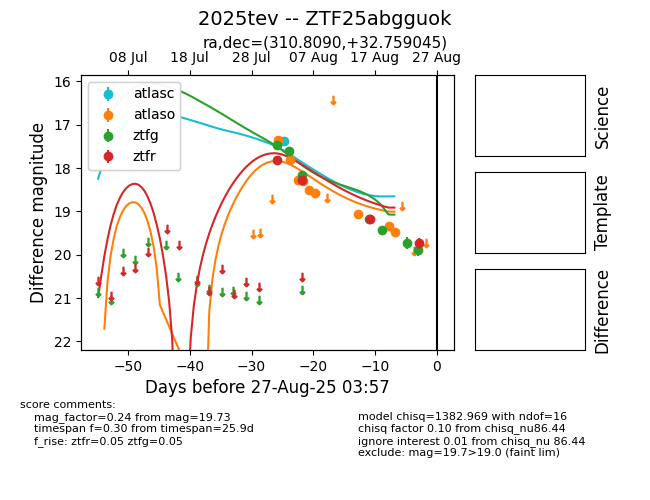 2025tev -- ZTF25abgguok
ra,dec=(310.8090,+32.759045)
08 Jul 18 Jul 28 Jul 07 Aug 17 Aug 27 Aug
atlasc
atlaso
ztfg
ztfr
16
17
18
19
20
21
22
Difference magnitude
−50 −40 −30 −20 −10 0
Days before 27-Aug-25 03:57
Science
Template
Difference
score comments:
mag_factor=0.24 from mag=19.73
timespan f=0.30 from timespan=25.9d
f_rise: ztfr=0.05 ztfg=0.05
model chisq=1382.969 with ndof=16
chisq factor 0.10 from chisq_nu86.44
ignore interest 0.01 from chisq_nu 86.44
exclude: mag=19.7>19.0 (faint lim)